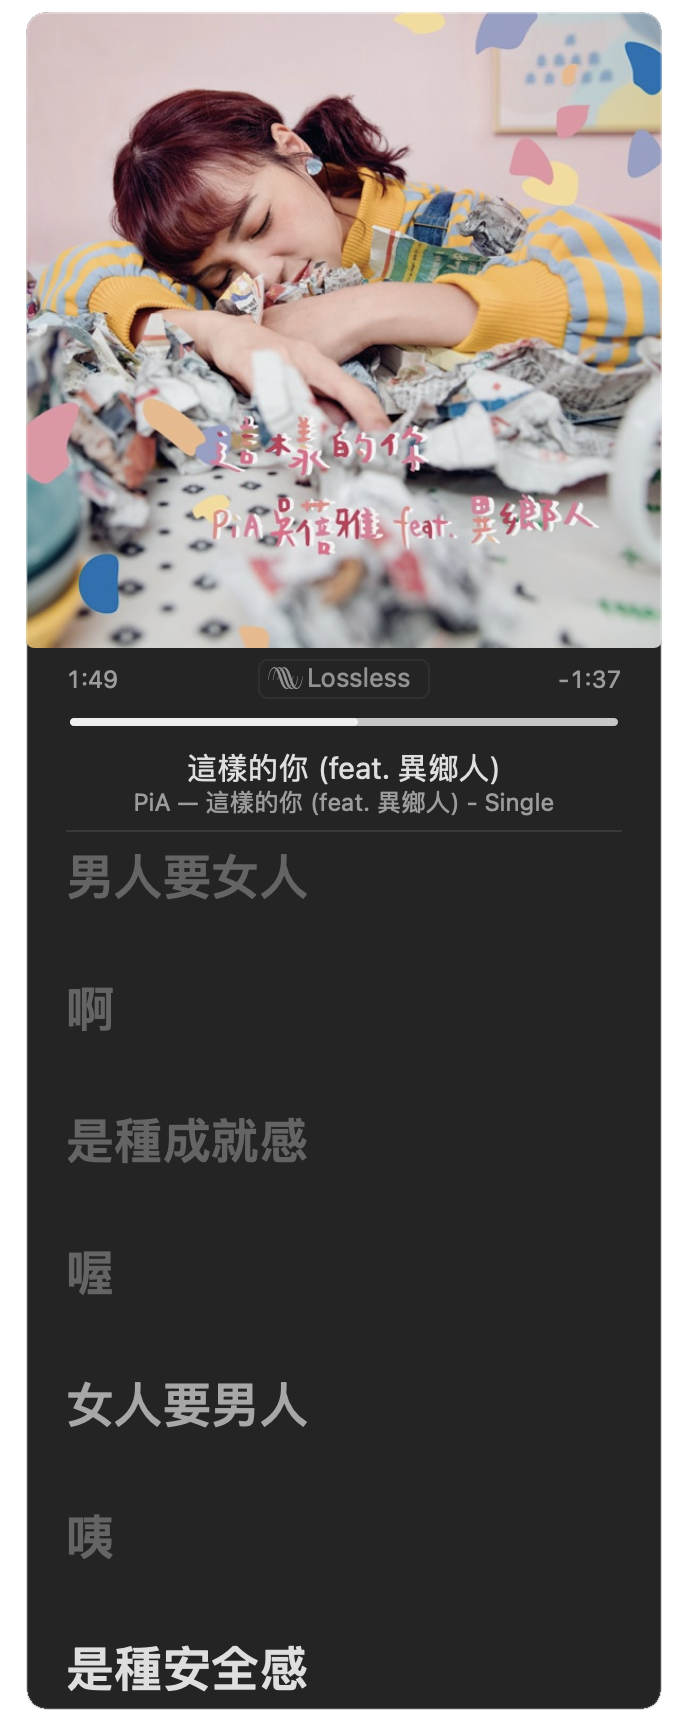 這樣的你
PiA 吳蓓雅 feat. 異鄉人
1:49
Lossless
-1:37
這樣的你 (feat. 異鄉人)
PiA — 這樣的你 (feat. 異鄉人) - Single
男人要女人
啊
是種成就感
喔
女人要男人
咦
是種安全感